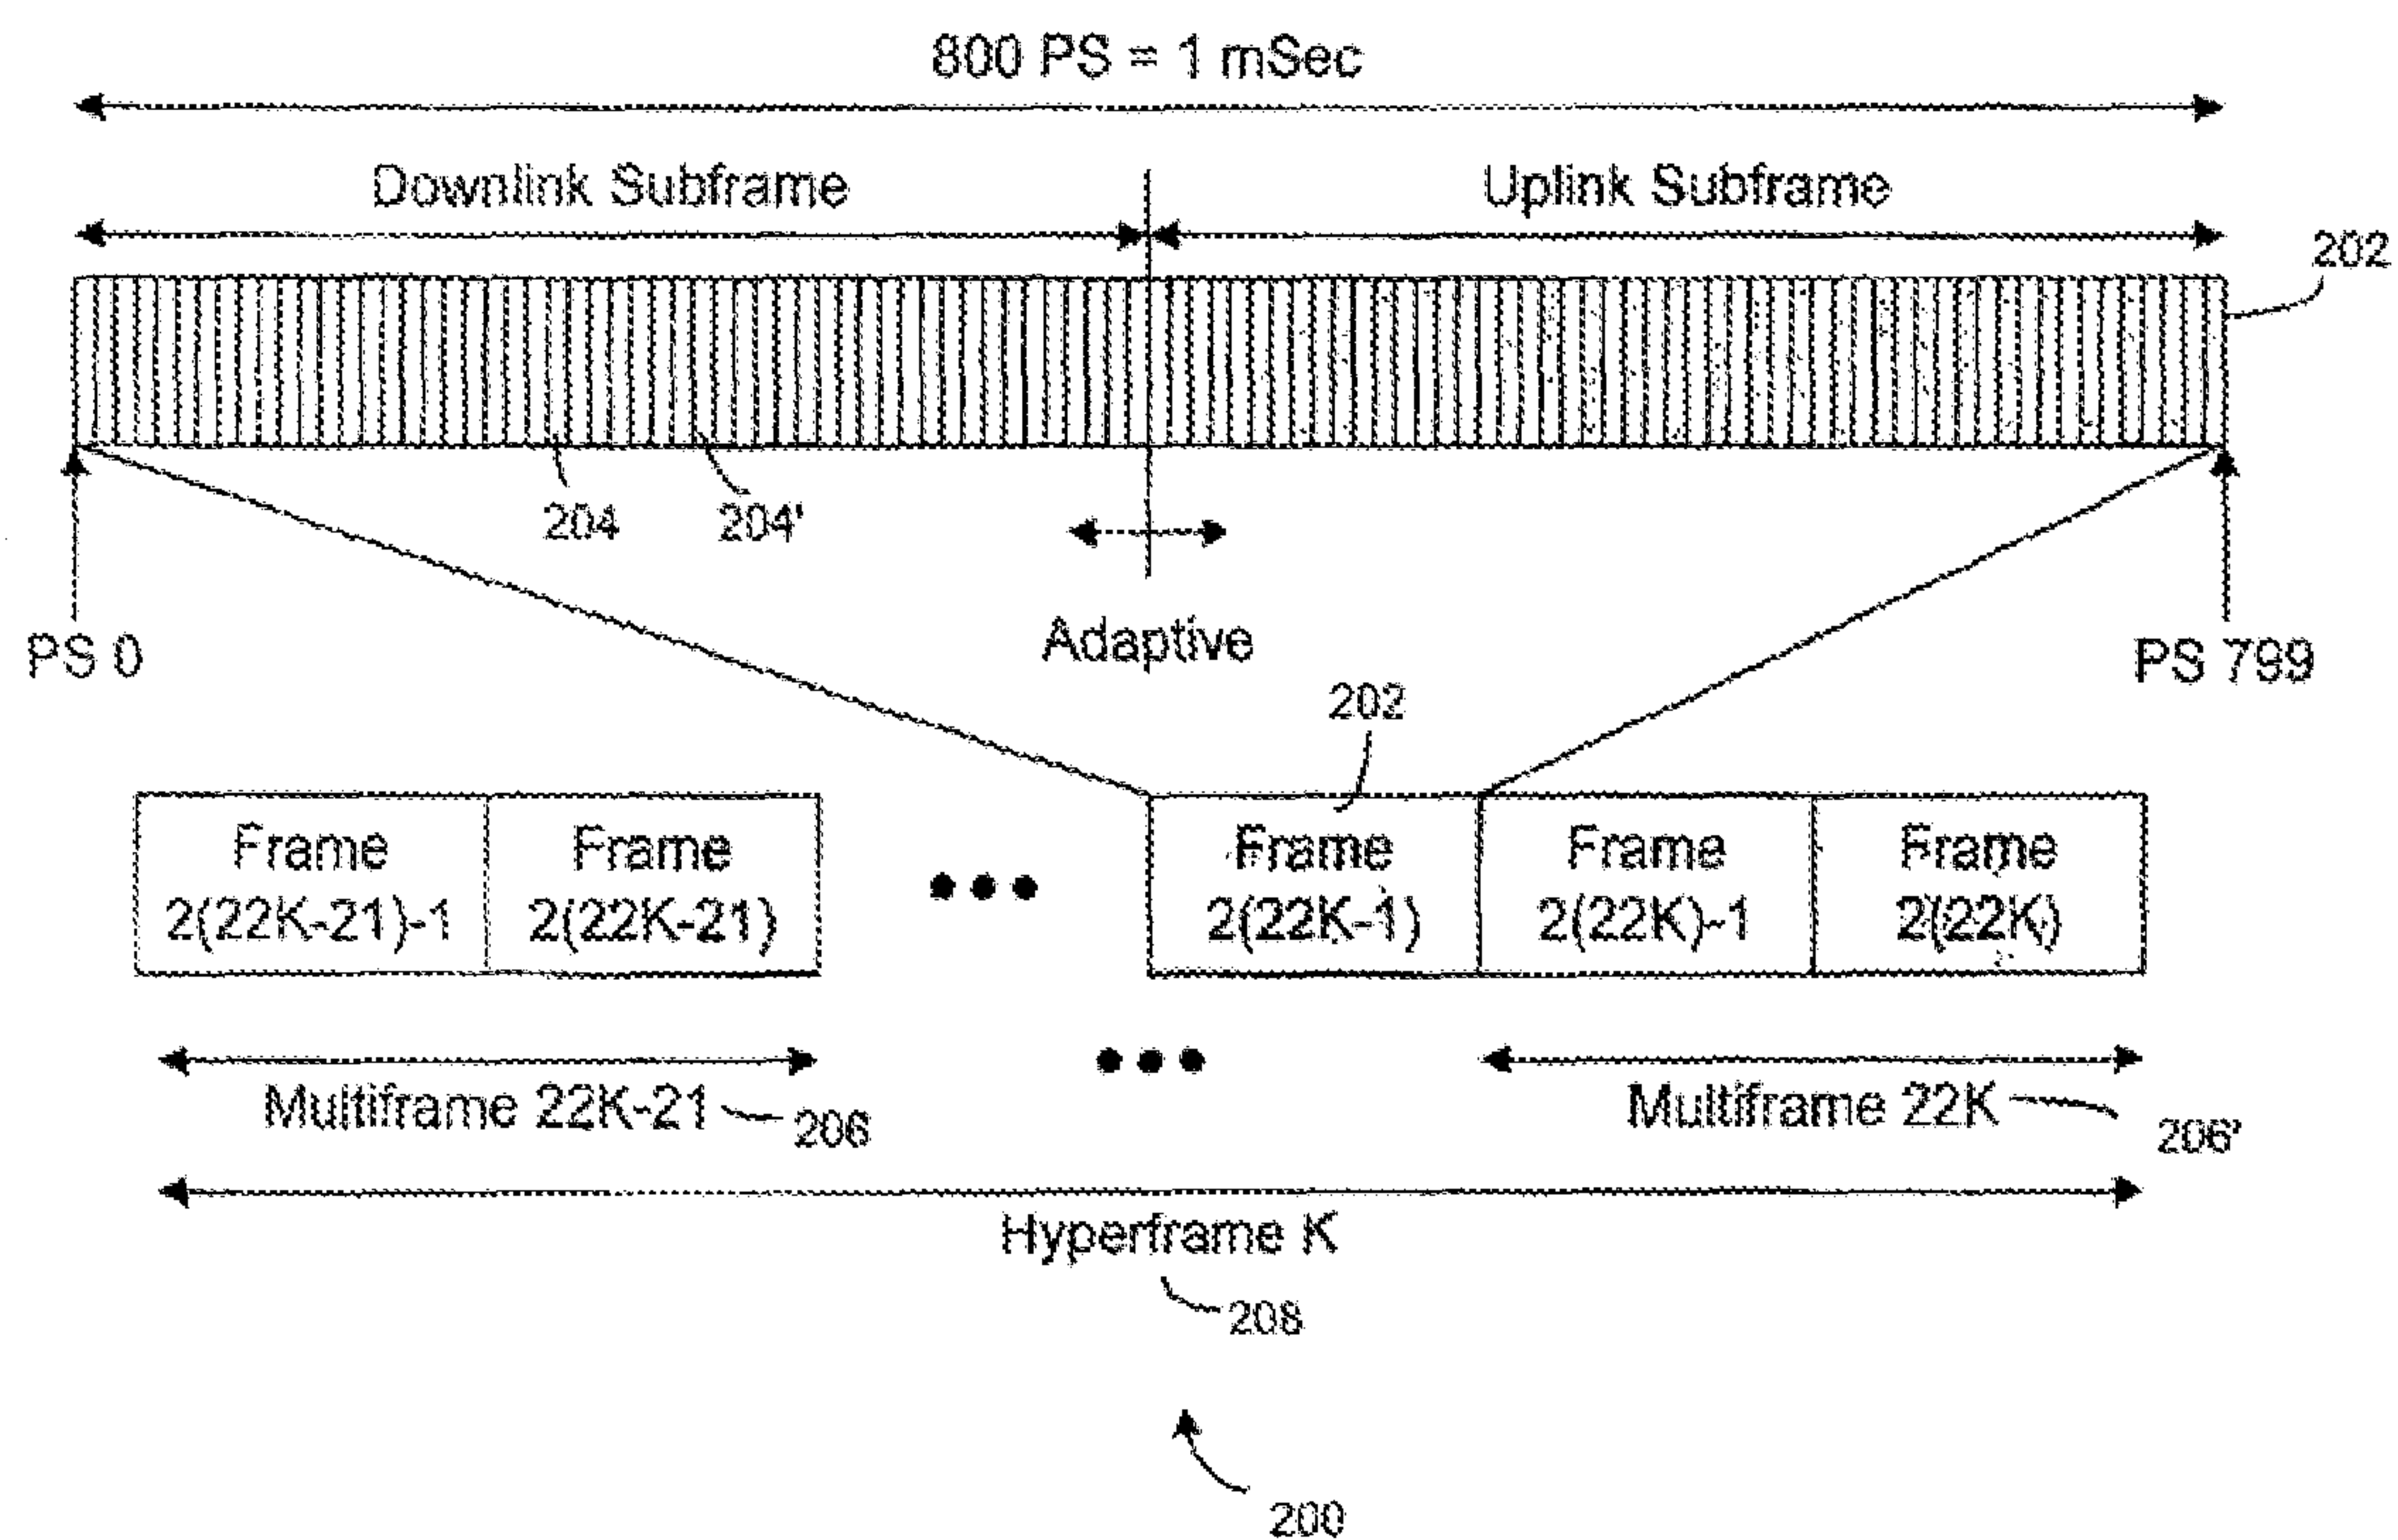 800 PS = 1 mSec
Downlink Subframe
Uplink Subframe
202
204
204'
PS 0
Adaptive
PS 799
202
Frame
2(22K-21)-1
Frame
2(22K-21)
Frame
2(22K-1)
Frame
2(22K)-1
Frame
2(22K)
Multiframe 22K-21
206
Multiframe 22K
206'
Hyperframe K
208
200